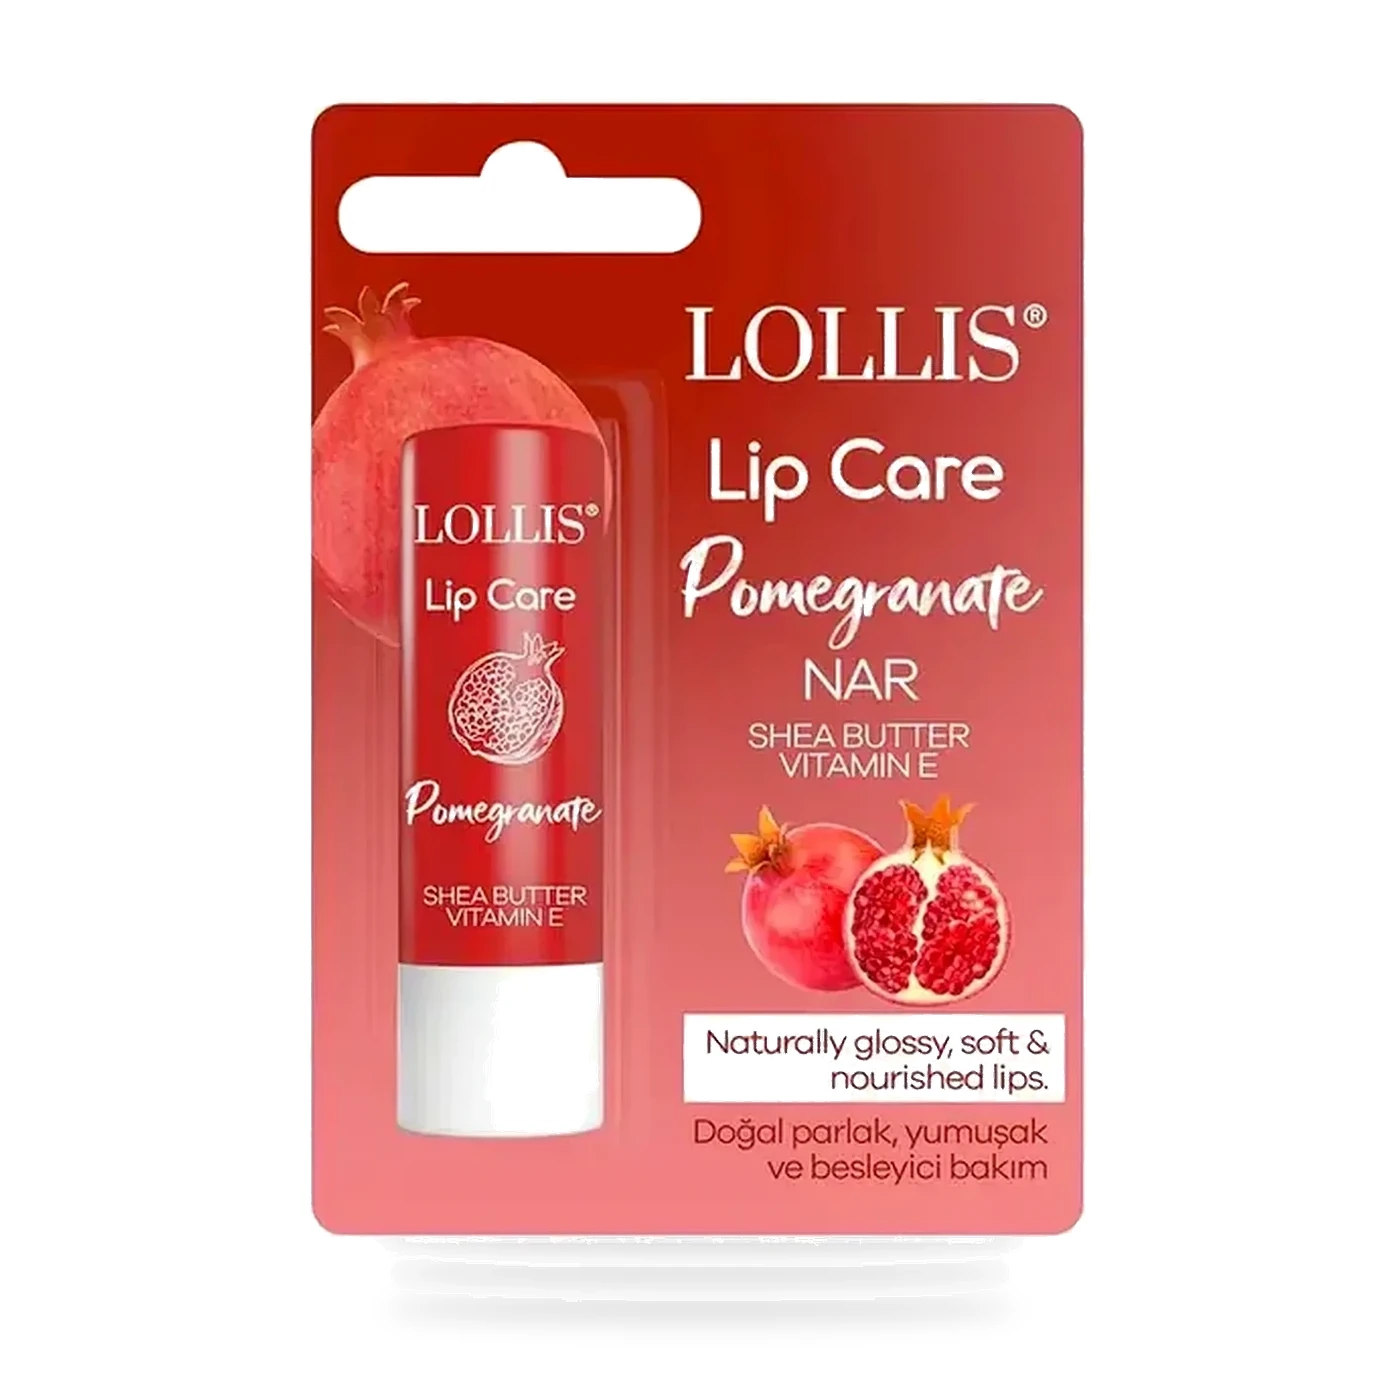 LOLLIS®
Lip Care
Pomegranate
SHEA BUTTER
VITAMIN E
LOLLIS®
Lip Care
Pomegranate
NAR
SHEA BUTTER
VITAMIN E
Naturally glossy, soft &
nourished lips.
Doğal parlak, yumuşak
ve besleyici bakım